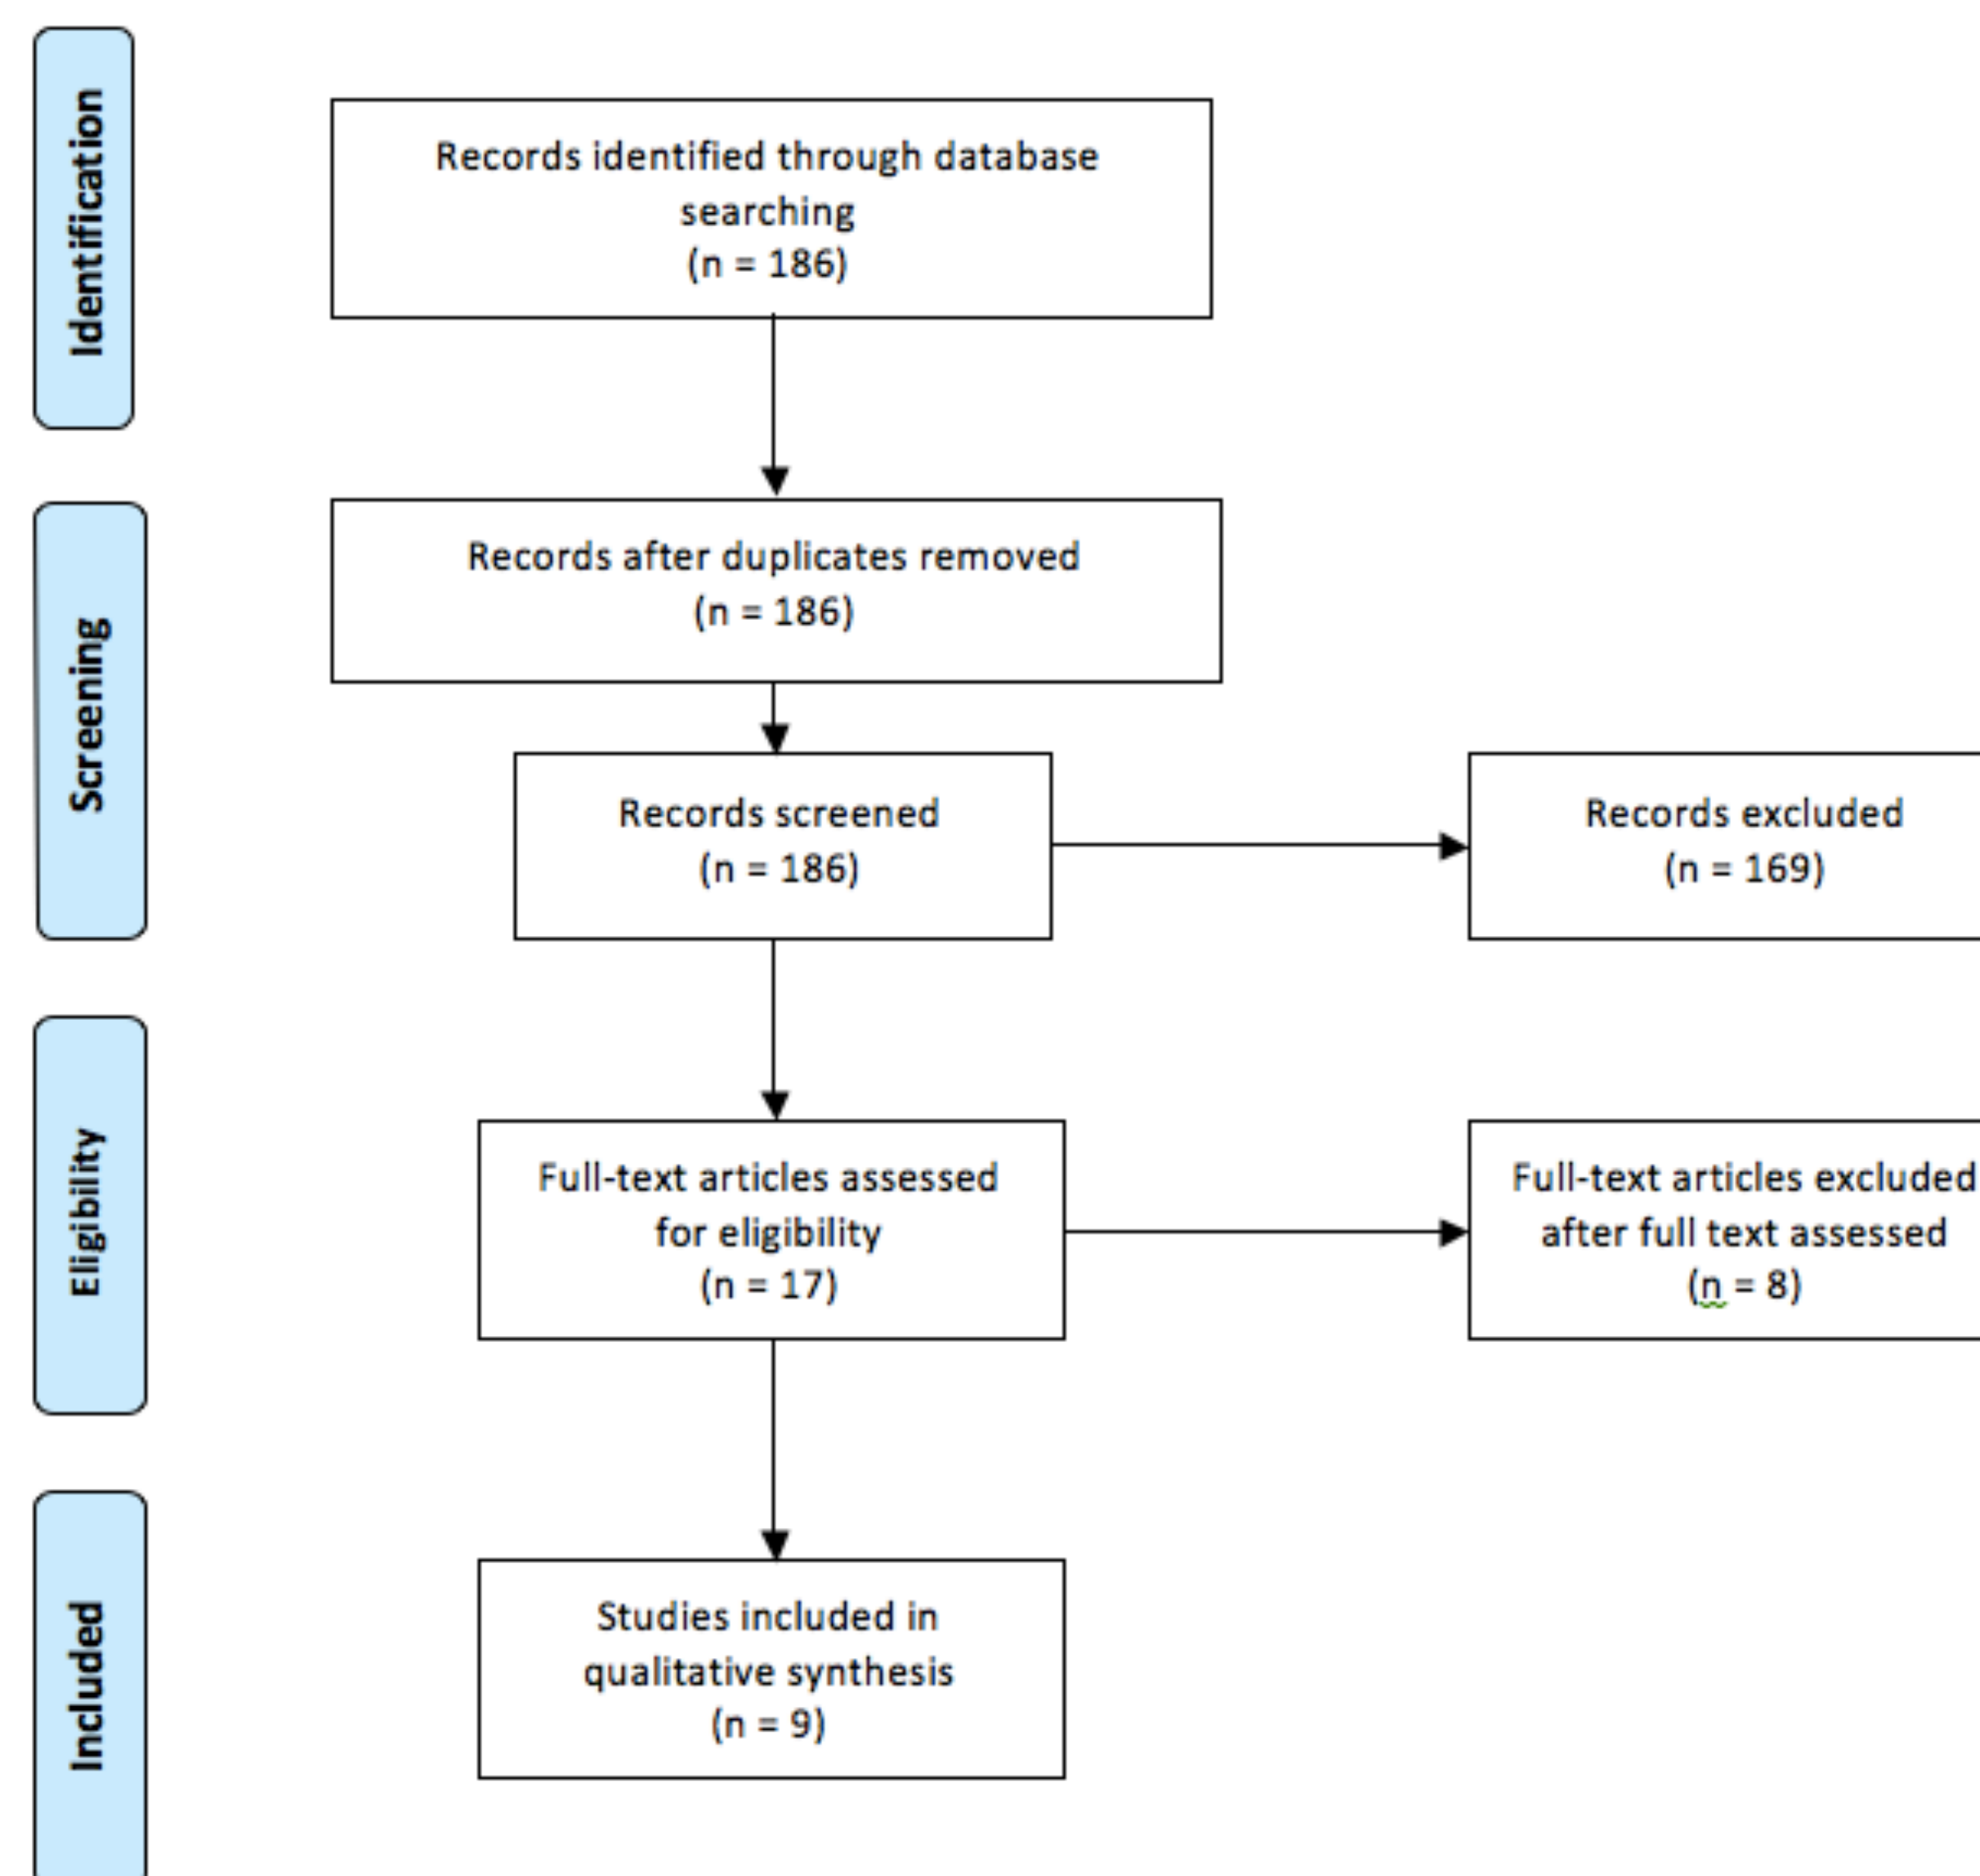 Identification
Records identified through database
searching
(n = 186)
Screening
Records after duplicates removed
(n = 186)
Records screened
(n = 186)
Records excluded
(n = 169)
Eligibility
Full-text articles assessed
for eligibility
(n = 17)
Full-text articles excluded
after full text assessed
(n = 8)
Included
Studies included in
qualitative synthesis
(n = 9)